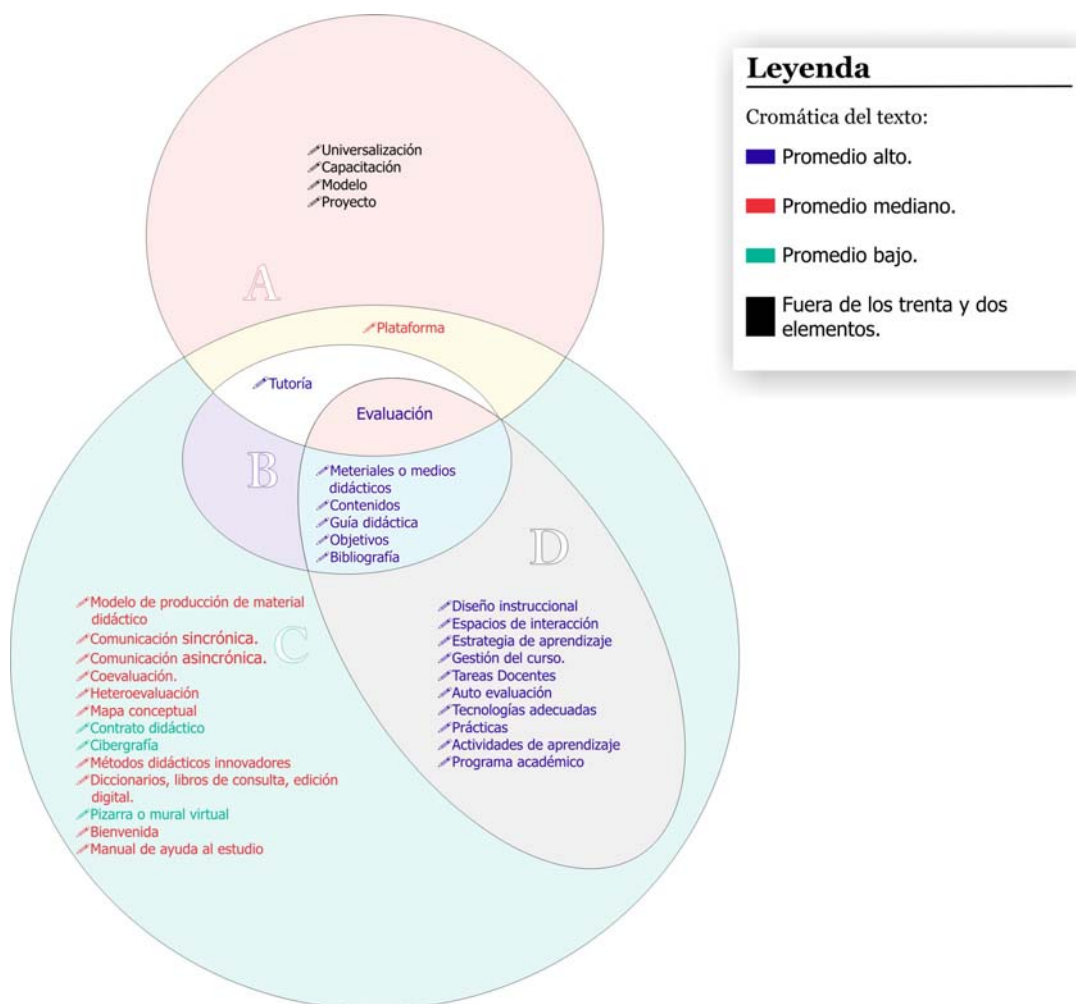 Leyenda
Cromática del texto:
Promedio alto.
Promedio mediano.
Promedio bajo.
Fuera de los trenta y dos
elementos.
Universalización
Capacitación
Modelo
Proyecto
A
Plataforma
Tutoría
Evaluación
B
Meteriales o medios
didácticos
Contenidos
Guía didáctica
Objetivos
Bibliografía
D
C
Modelo de producción de material
didáctico
Comunicación sincrónica.
Comunicación asincrónica.
Coevaluación.
Heteroevaluación
Mapa conceptual
Contrato didáctico
Cibergrafía
Métodos didácticos innovadores
Diccionarios, libros de consulta, edición
digital.
Pizarra o mural virtual
Bienvenida
Manual de ayuda al estudio
Diseño instruccional
Espacios de interacción
Estrategia de aprendizaje
Gestión del curso.
Tareas Docentes
Auto evaluación
Tecnologías adecuadas
Prácticas
Actividades de aprendizaje
Programa académico